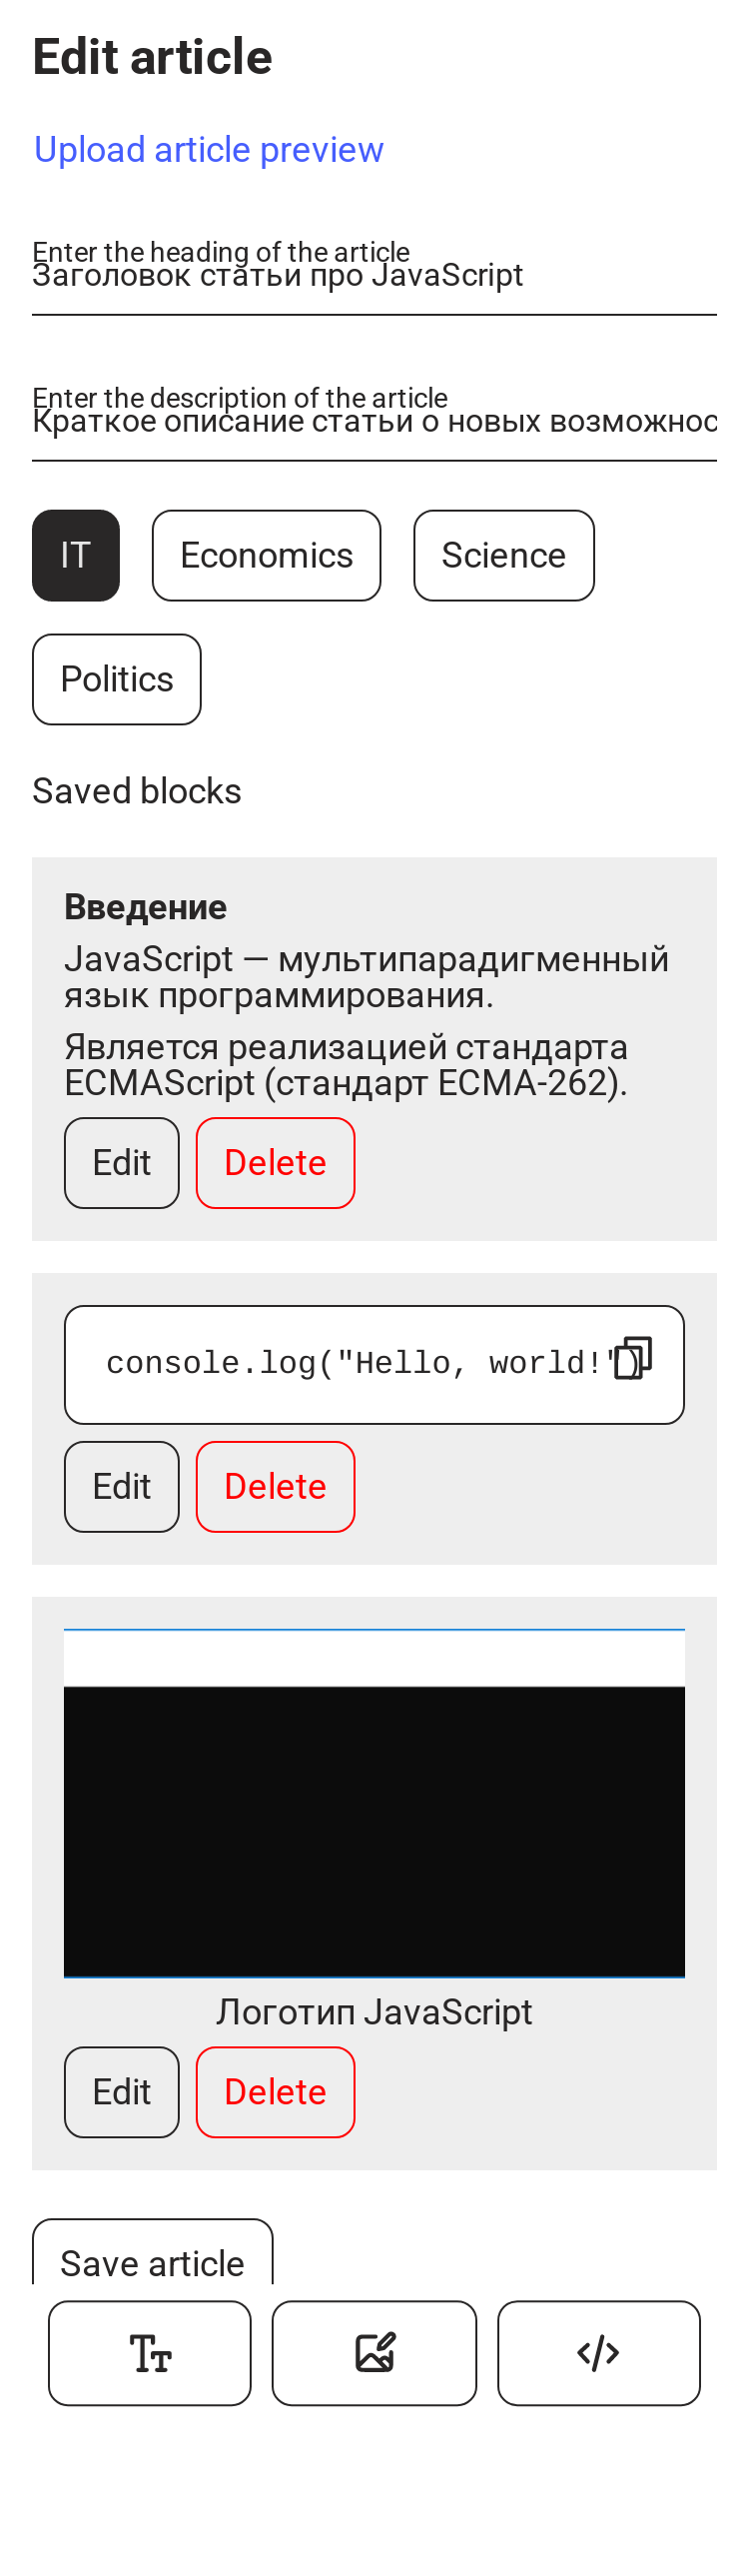 Edit article
Upload article preview
Enter the heading of the article
Заголовок статьи про JavaScript
Enter the description of the article
Краткое описание статьи о новых возможнос
IT
Economics
Science
Politics
Saved blocks
Введение
JavaScript — мультипарадигменный
язык программирования.
Является реализацией стандарта
ECMAScript (стандарт ECMA-262).
Edit
Delete
console.log("Hello, world!")
Edit
Delete
Логотип JavaScript
Edit
Delete
Save article